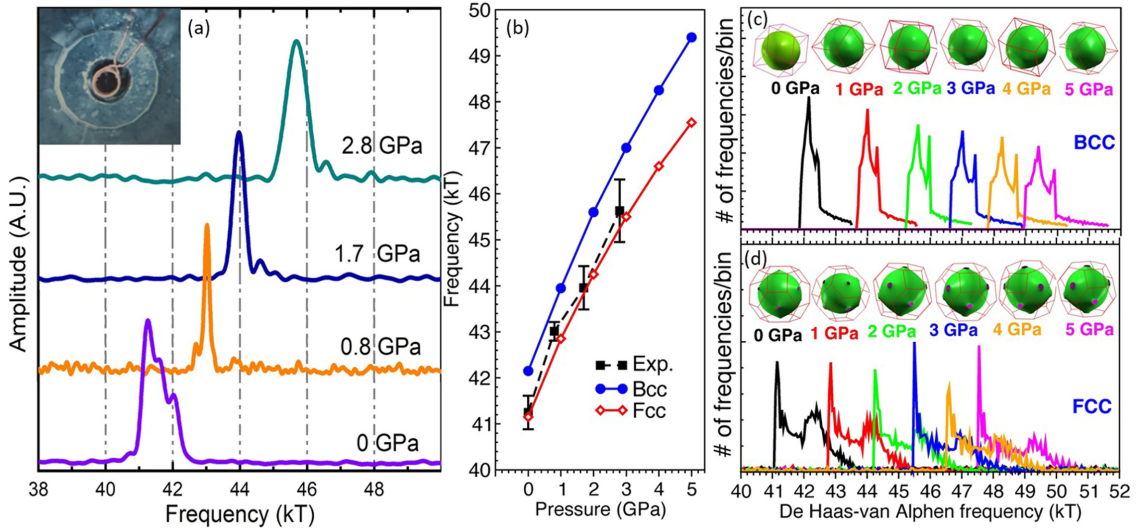 (a)
2.8 GPa
1.7 GPa
0.8 GPa
0 GPa
Amplitude (A.U.)
38 40 42 44 46 48
Frequency (kT)
(b)
50
49
48
47
46
45
44
43
42
41
40
Frequency (kT)
Exp.
Bcc
Fcc
0 1 2 3 4 5
Pressure (GPa)
(c)
0 GPa 1 GPa 2 GPa 3 GPa 4 GPa 5 GPa
BCC
# of frequencies/bin
(d)
0 GPa 1 GPa 2 GPa 3 GPa 4 GPa 5 GPa
FCC
# of frequencies/bin
40 41 42 43 44 45 46 47 48 49 50 51 52
De Haas-van Alphen frequency (kT)